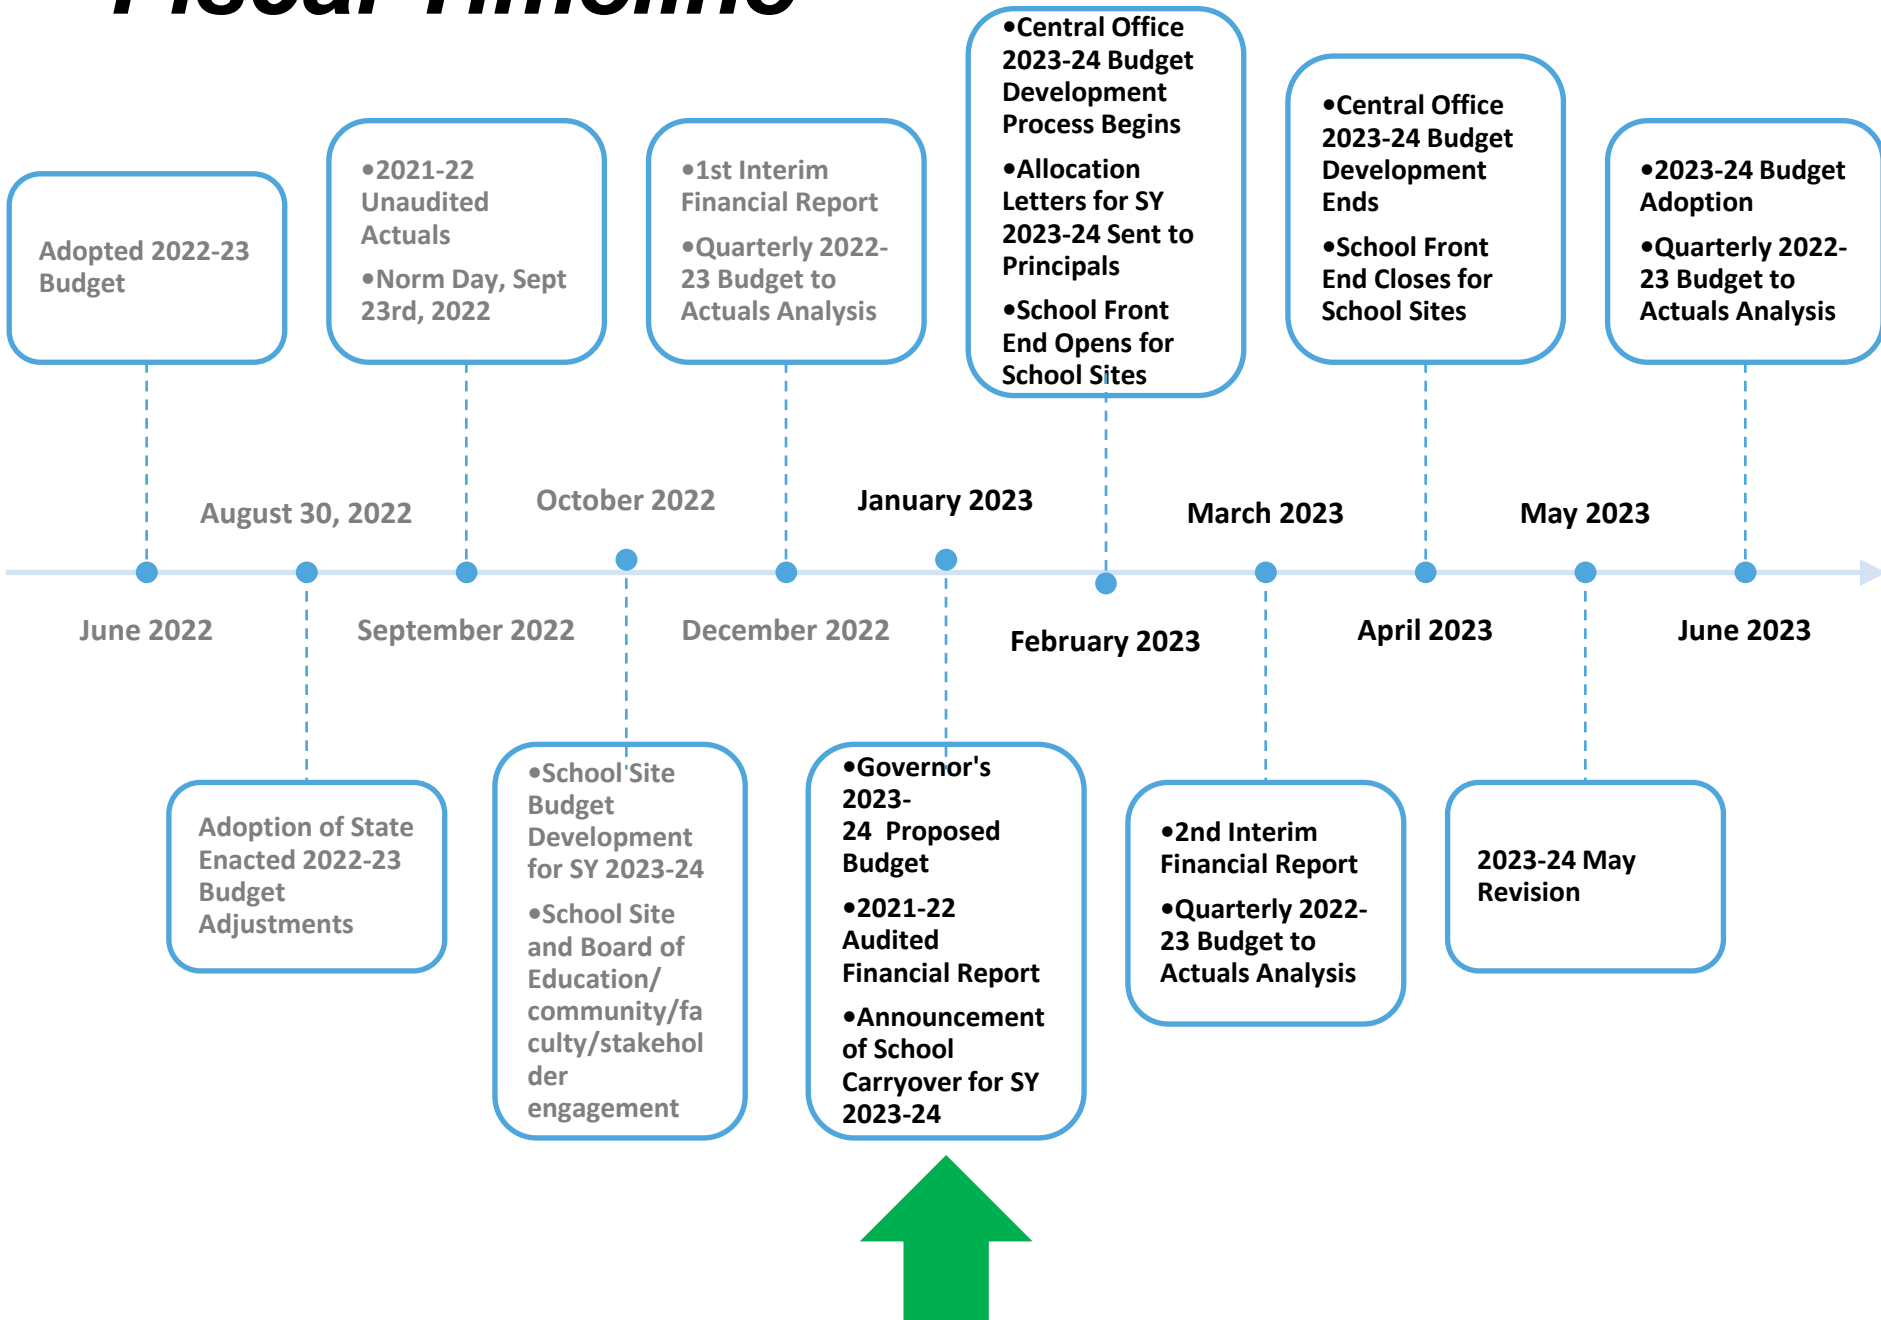 Fiscal Timeline
Adopted 2022-23
Budget
•2021-22
Unaudited
Actuals
•Norm Day, Sept
23rd, 2022
•1st Interim
Financial Report
•Quarterly 2022-
23 Budget to
Actuals Analysis
•Central Office
2023-24 Budget
Development
Process Begins
•Allocation
Letters for SY
2023-24 Sent to
Principals
•School Front
End Opens for
School Sites
•Central Office
2023-24 Budget
Development
Ends
•School Front
End Closes for
School Sites
•2023-24 Budget
Adoption
•Quarterly 2022-
23 Budget to
Actuals Analysis
August 30, 2022
October 2022
January 2023
March 2023
May 2023
June 2022
September 2022
December 2022
February 2023
April 2023
June 2023
Adoption of State
Enacted 2022-23
Budget
Adjustments
•School Site
Budget
Development
for SY 2023-24
•School Site
and Board of
Education/
community/fa
culty/stakehol
der
engagement
•Governor's
2023-
24 Proposed
Budget
•2021-22
Audited
Financial Report
•Announcement
of School
Carryover for SY
2023-24
•2nd Interim
Financial Report
•Quarterly 2022-
23 Budget to
Actuals Analysis
2023-24 May
Revision